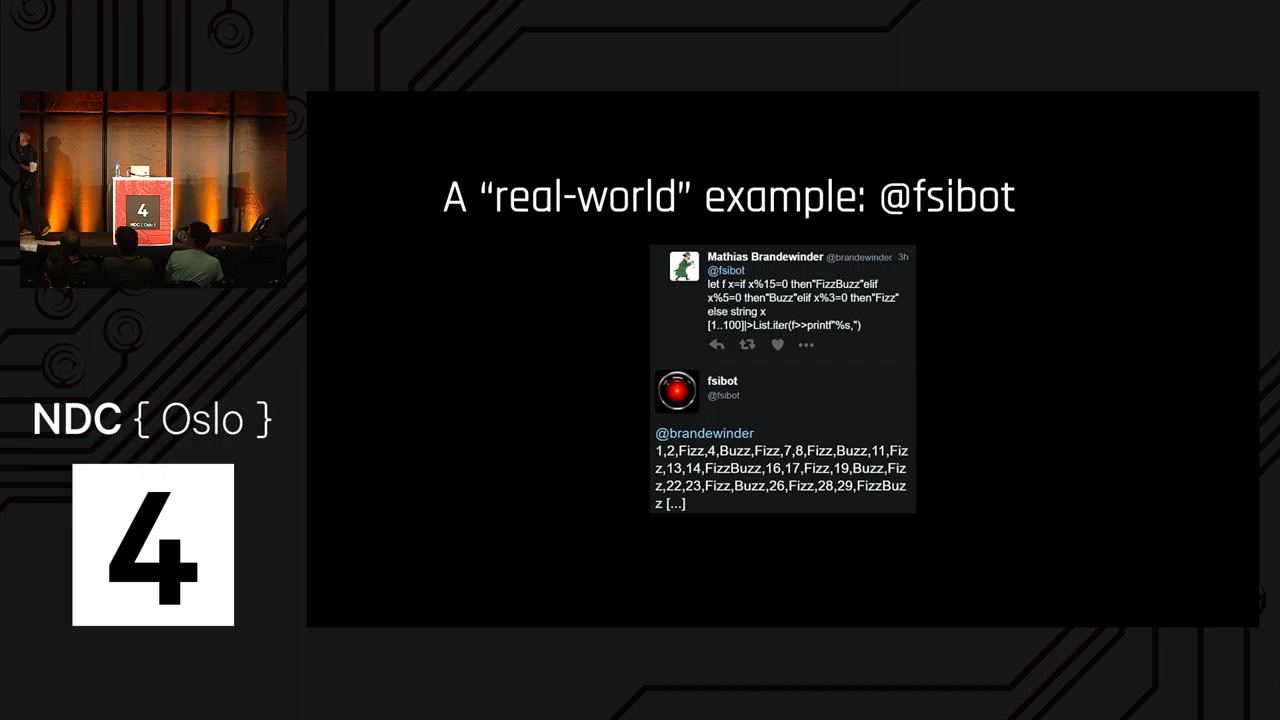 A “real-world” example: @fsibot
Mathias Brandewinder @brandewinder 3h
@fsibot
let f x=if x%15=0 then"FizzBuzz"elif
x%5=0 then"Buzz"elif x%3=0 then"Fizz"
else string x
[1..100]|>List.iter(f>>printf"%s,")
fsibot
@fsibot
@brandewinder
1,2,Fizz,4,Buzz,Fizz,7,8,Fizz,Buzz,11,Fiz
z,13,14,FizzBuzz,16,17,Fizz,19,Buzz,Fiz
z,22,23,Fizz,Buzz,26,Fizz,28,29,FizzBuz
z [...]
4
NDC { Oslo }
NDC { Oslo }
4